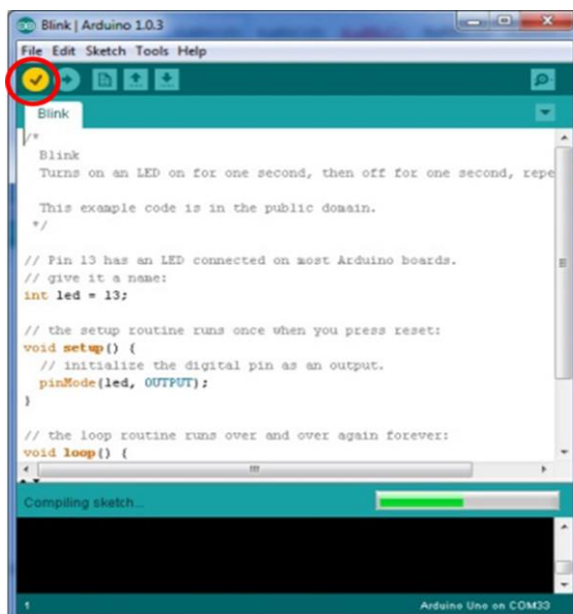 Blink | Arduino 1.0.3
File Edit Sketch Tools Help
Blink
/*
Blink
Turns on an LED on for one second, then off for one second, repe
This example code is in the public domain.
*/
// Pin 13 has an LED connected on most Arduino boards.
// give it a name:
int led = 13;
// the setup routine runs once when you press reset:
void setup() {
// initialize the digital pin as an output.
pinMode(led, OUTPUT);
}
// the loop routine runs over and over again forever:
void loop() {
Compiling sketch...
1
Arduino Uno on COM33